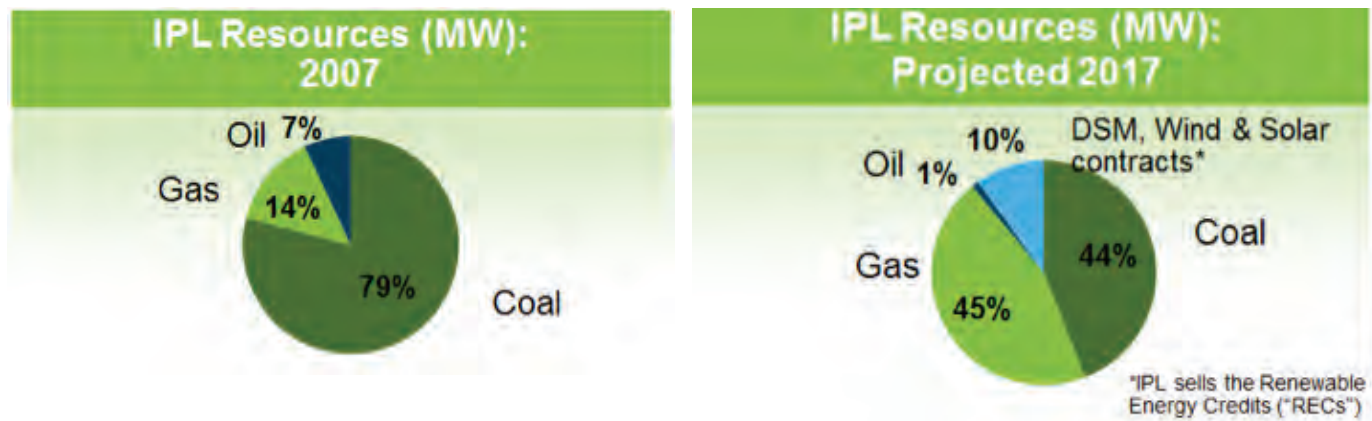 IPL Resources (MW):
2007
Oil 7%
Gas
14%
79%
Coal
IPL Resources (MW):
Projected 2017
DSM, Wind & Solar
contracts*
10%
Oil 1%
Coal
44%
Gas
45%
*IPL sells the Renewable
Energy Credits ("RECs")